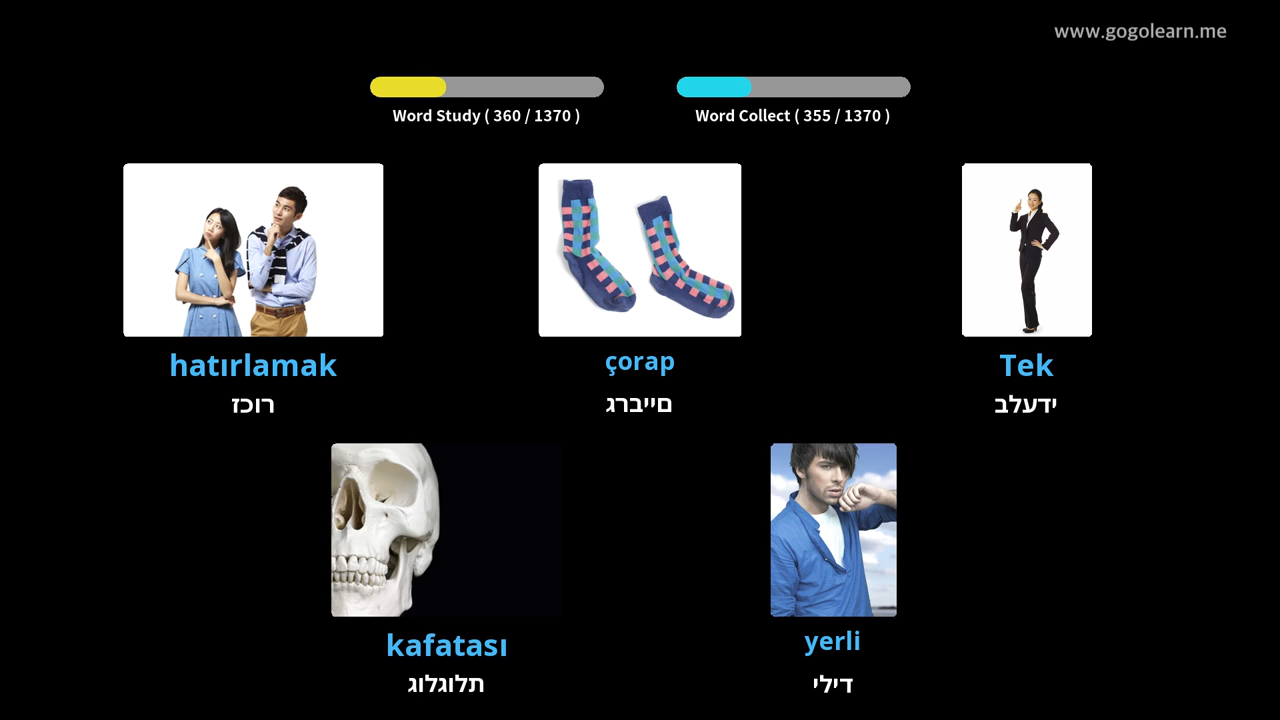 www.gogolearn.me
Word Study ( 360 / 1370 )
Word Collect ( 355 / 1370 )
hatırlamak
רוכז
çorap
םייברג
Tek
ידעלב
kafatası
תלוגלוג
yerli
דילי